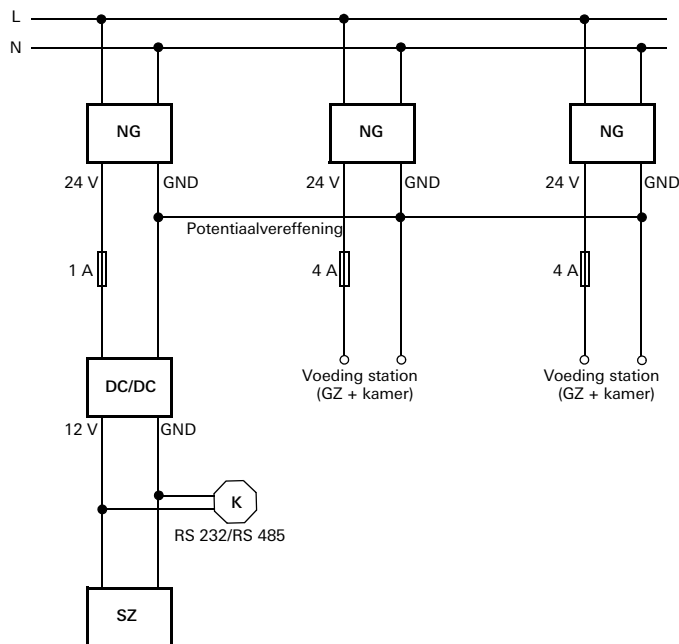 L
N
NG
NG
NG
24 V
GND
24 V
GND
24 V
GND
Potentiaalvereffening
1 A
4 A
4 A
Voeding station
(GZ + kamer)
Voeding station
(GZ + kamer)
DC/DC
12 V
GND
K
RS 232/RS 485
SZ